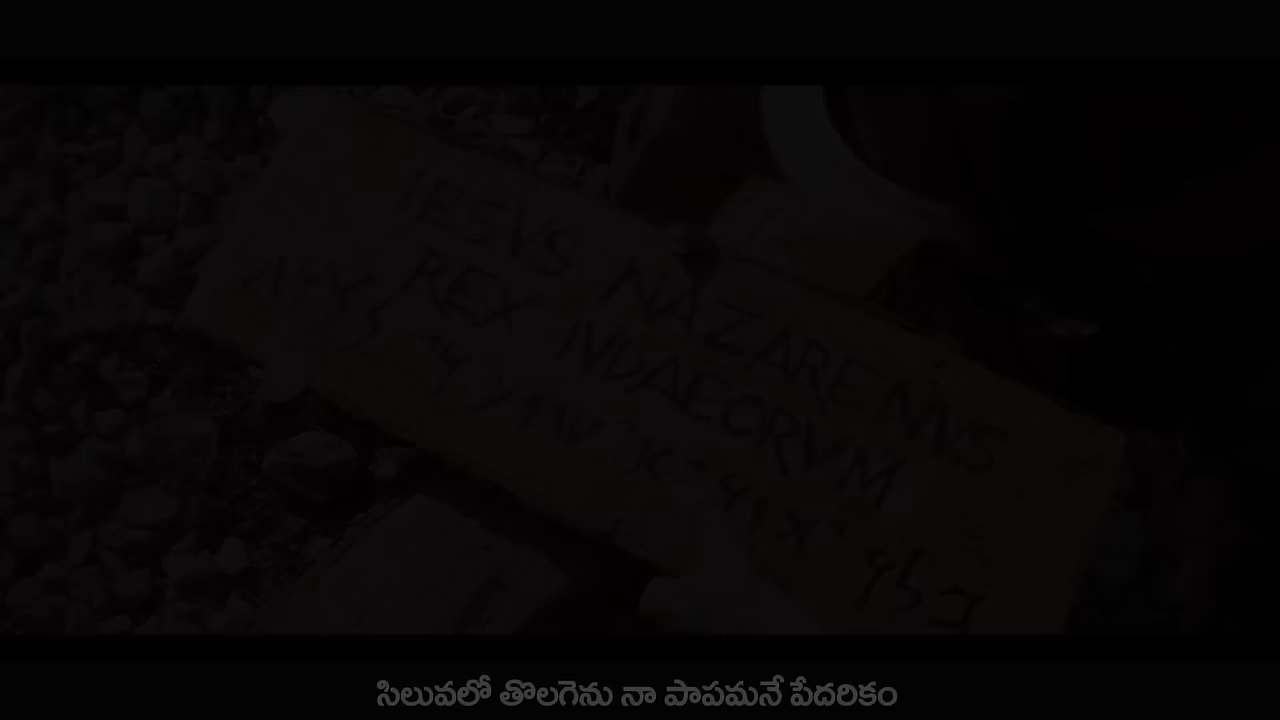 IESVS NAZARENVS
REX IVDAEORVM
సిలువలో తొలగెను నా పాపమనే పేదరికం